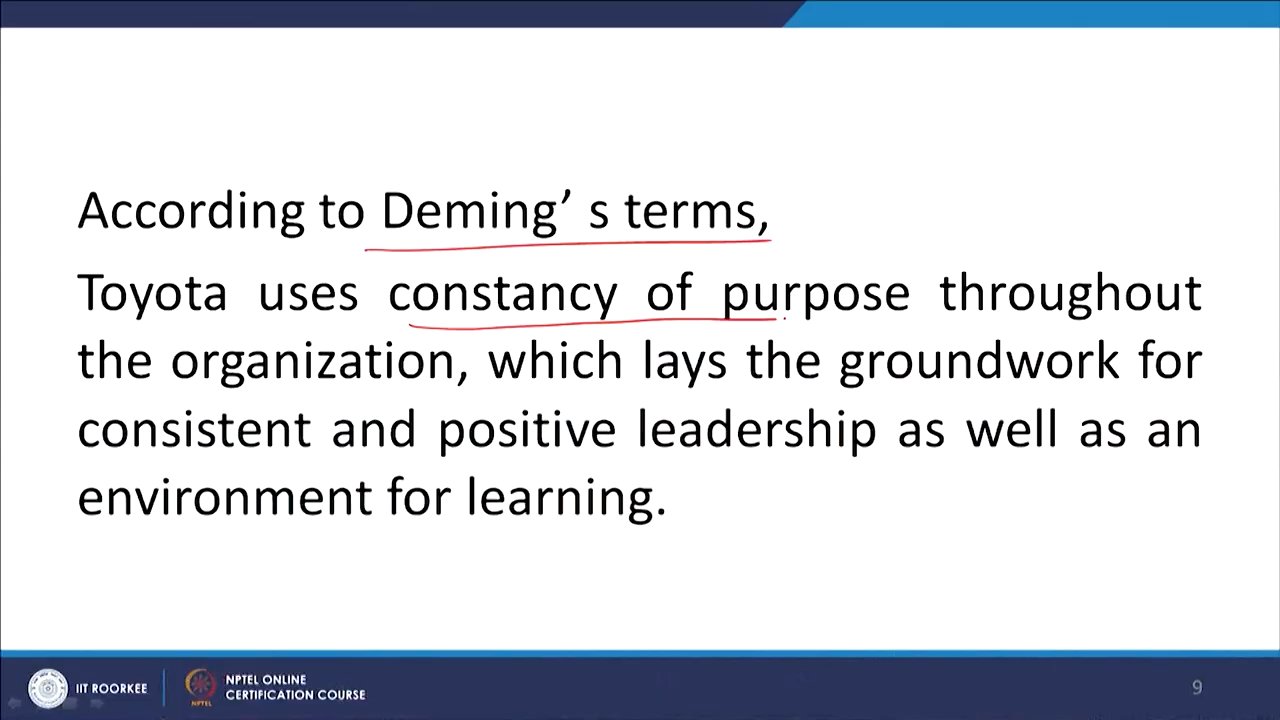 According to Deming’ s terms,
Toyota uses constancy of purpose throughout
the organization, which lays the groundwork for
consistent and positive leadership as well as an
environment for learning.
IIT ROORKEE
NPTEL
NPTEL ONLINE
CERTIFICATION COURSE
9